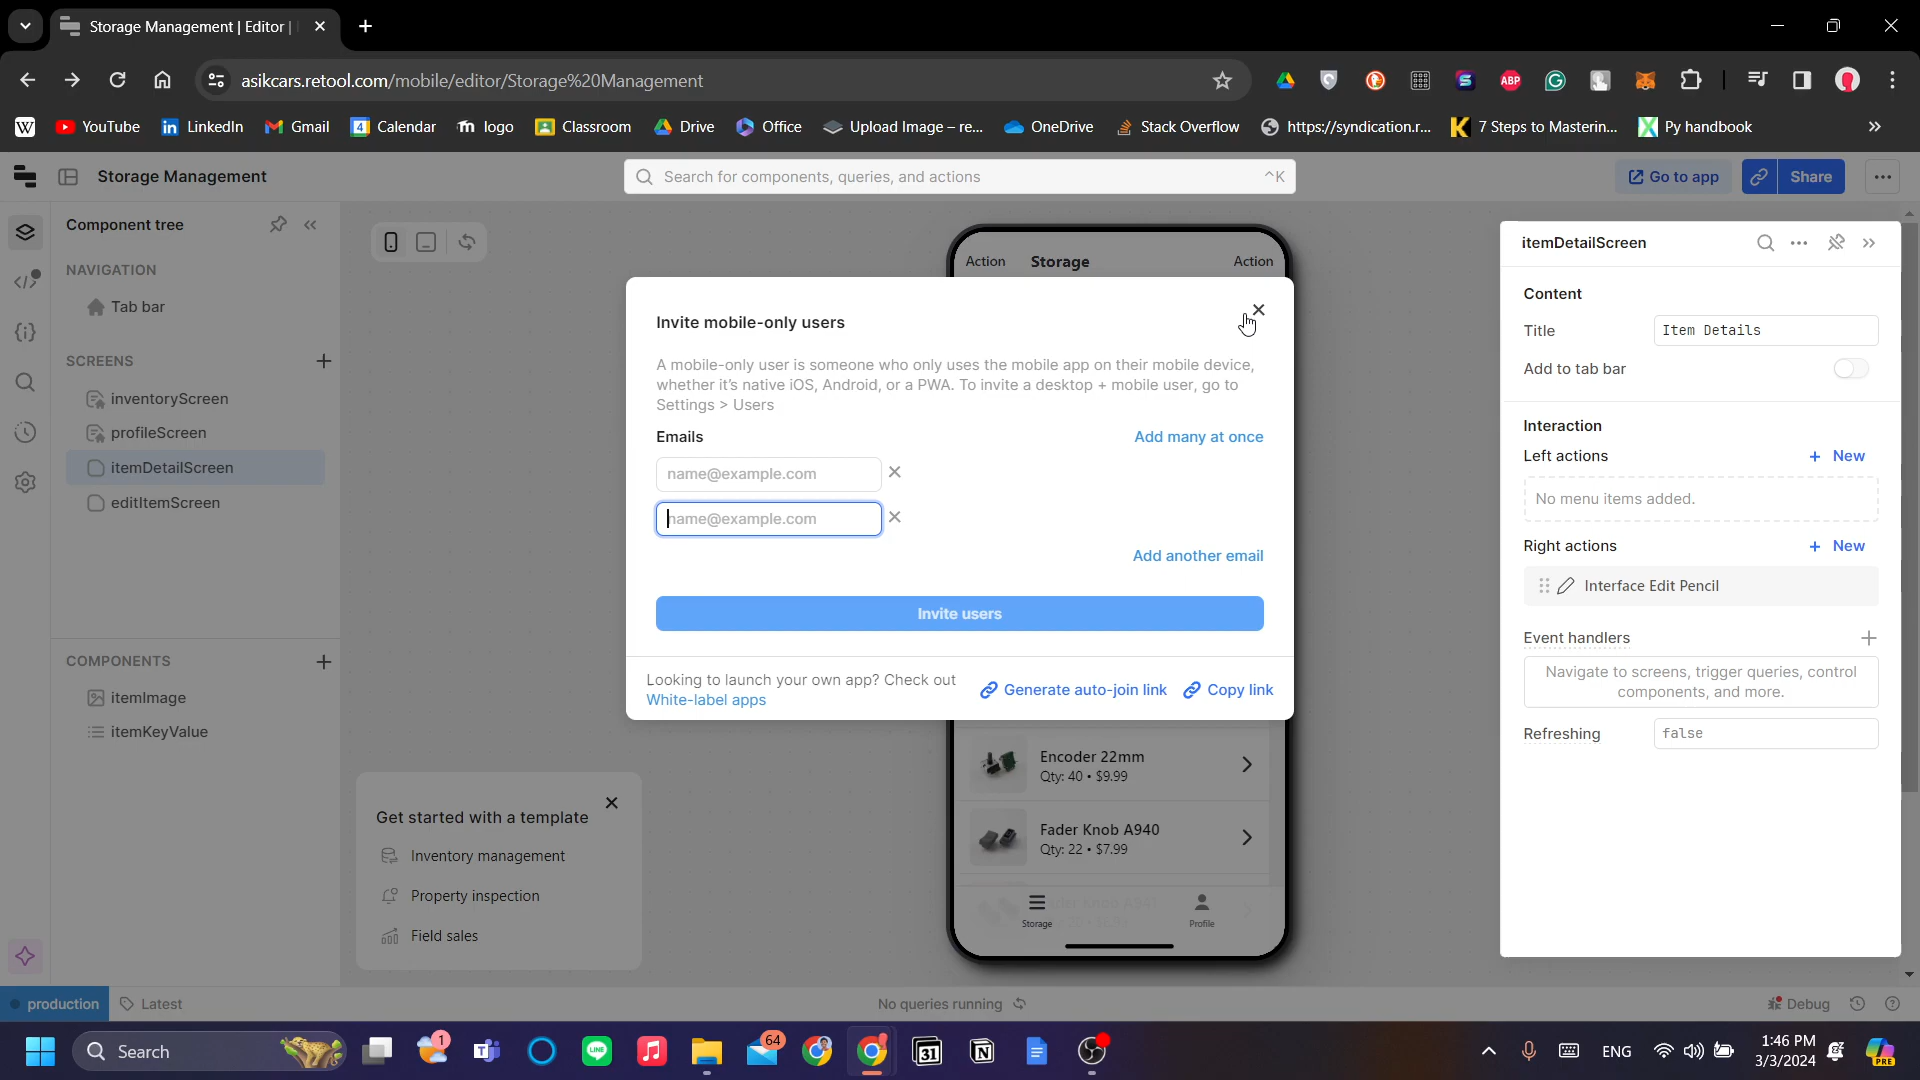 Storage Management | Editor |
asikcars.retool.com/mobile/editor/Storage%20Management
YouTube
LinkedIn
Gmail
Calendar
logo
Classroom
Drive
Office
Upload Image – re...
OneDrive
Stack Overflow
https://syndication.r...
7 Steps to Masterin...
Py handbook
Storage Management
Search for components, queries, and actions
^K
Go to app
Share
Component tree
NAVIGATION
Tab bar
SCREENS
inventoryScreen
profileScreen
itemDetailScreen
editItemScreen
COMPONENTS
itemImage
itemKeyValue
Action
Storage
Action
Invite mobile-only users
A mobile-only user is someone who only uses the mobile app on their mobile device,
whether it's native iOS, Android, or a PWA. To invite a desktop + mobile user, go to
Settings > Users
Emails
Add many at once
name@example.com
name@example.com
Add another email
Invite users
Looking to launch your own app? Check out
White-label apps
Generate auto-join link
Copy link
Encoder 22mm
Qty: 40 • $9.99
Fader Knob A940
Qty: 22 • $7.99
Storage
Profile
Get started with a template
Inventory management
Property inspection
Field sales
itemDetailScreen
Content
Title
Item Details
Add to tab bar
Interaction
Left actions
+ New
No menu items added.
Right actions
+ New
Interface Edit Pencil
Event handlers
Navigate to screens, trigger queries, control
components, and more.
Refreshing
false
production
Latest
No queries running
Debug
Search
1
64
31
ENG
1:46 PM
3/3/2024